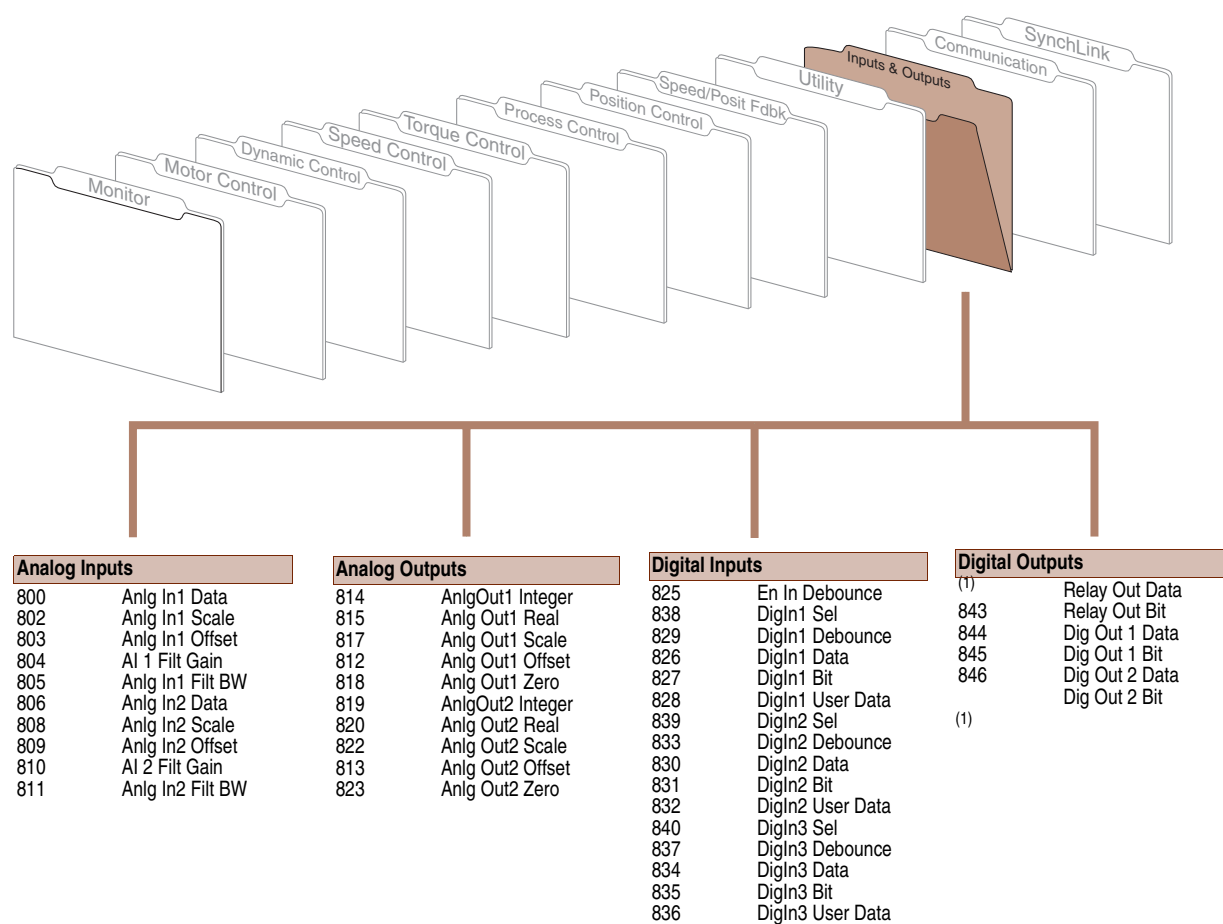 SynchLink
Communication
Inputs & Outputs
Utility
Speed/Posit Fdbk
Position Control
Process Control
Torque Control
Speed Control
Dynamic Control
Motor Control
Monitor
Analog Inputs
800 Anlg In1 Data
802 Anlg In1 Scale
803 Anlg In1 Offset
804 AI 1 Filt Gain
805 Anlg In1 Filt BW
806 Anlg In2 Data
808 Anlg In2 Scale
809 Anlg In2 Offset
810 AI 2 Filt Gain
811 Anlg In2 Filt BW
Analog Outputs
814 AnlgOut1 Integer
815 Anlg Out1 Real
817 Anlg Out1 Scale
812 Anlg Out1 Offset
818 Anlg Out1 Zero
819 AnlgOut2 Integer
820 Anlg Out2 Real
822 Anlg Out2 Scale
813 Anlg Out2 Offset
823 Anlg Out2 Zero
Digital Inputs
825 En In Debounce
838 DigIn1 Sel
829 DigIn1 Debounce
826 DigIn1 Data
827 DigIn1 Bit
828 DigIn1 User Data
839 DigIn2 Sel
833 DigIn2 Debounce
830 DigIn2 Data
831 DigIn2 Bit
832 DigIn2 User Data
840 DigIn3 Sel
837 DigIn3 Debounce
834 DigIn3 Data
835 DigIn3 Bit
836 DigIn3 User Data
Digital Outputs
(1) Relay Out Data
843 Relay Out Bit
844 Dig Out 1 Data
845 Dig Out 1 Bit
846 Dig Out 2 Data
Dig Out 2 Bit
(1)